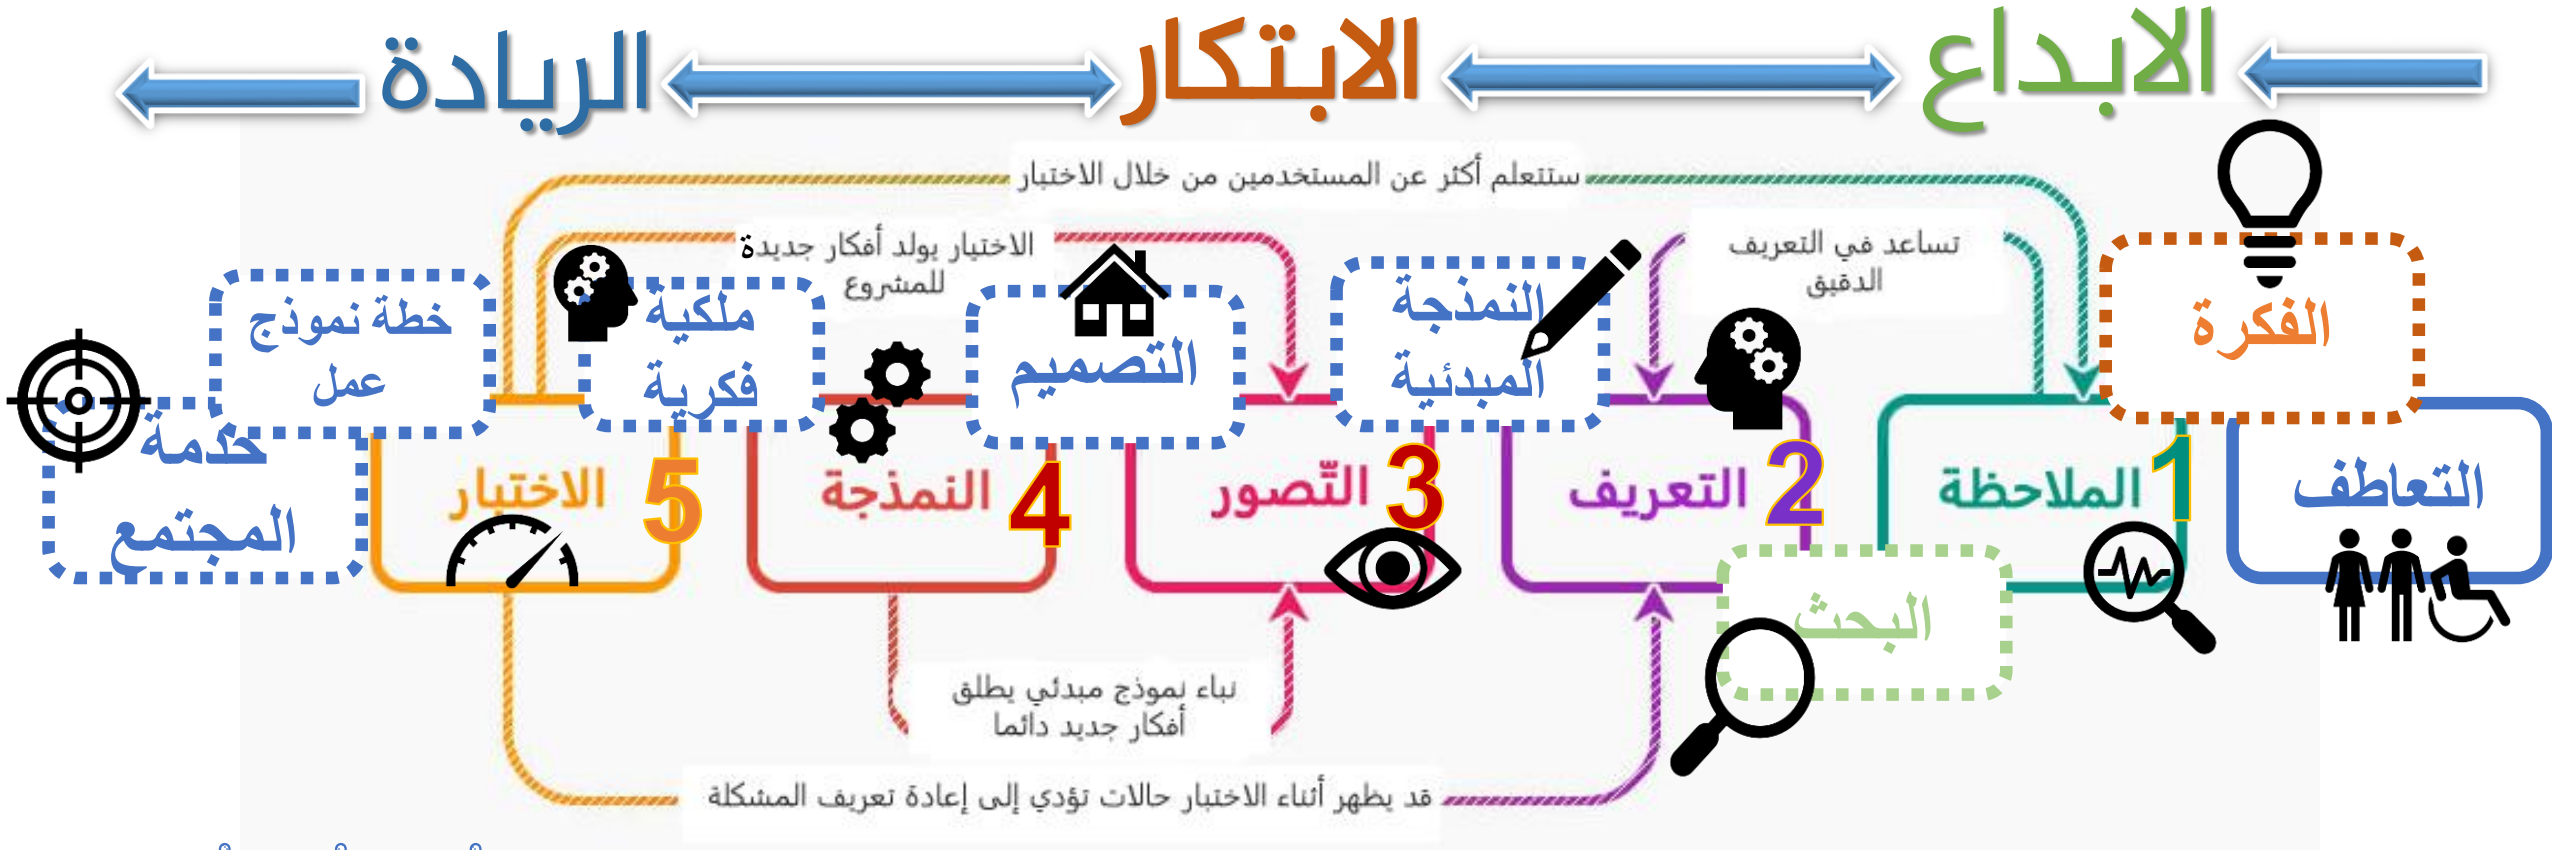 الابداع
الابتكار
الريادة
ستتعلم أكثر عن المستخدمين من خلال الاختبار
تساعد في التعريف
الدقيق
الاختبار يولد أفكار جديدة
للمشروع
الفكرة
النمذجة
المبدئية
التصميم
ملكية
فكرية
خطة نموذج
عمل
التعاطف
1
الملاحظة
2
التعريف
3
التّصور
4
النمذجة
5
الاختبار
خدمة
المجتمع
البحث
نباء نموذج مبدئي يطلق
أفكار جديد دائما
قد يظهر أثناء الاختبار حالات تؤدي إلى إعادة تعريف المشكلة